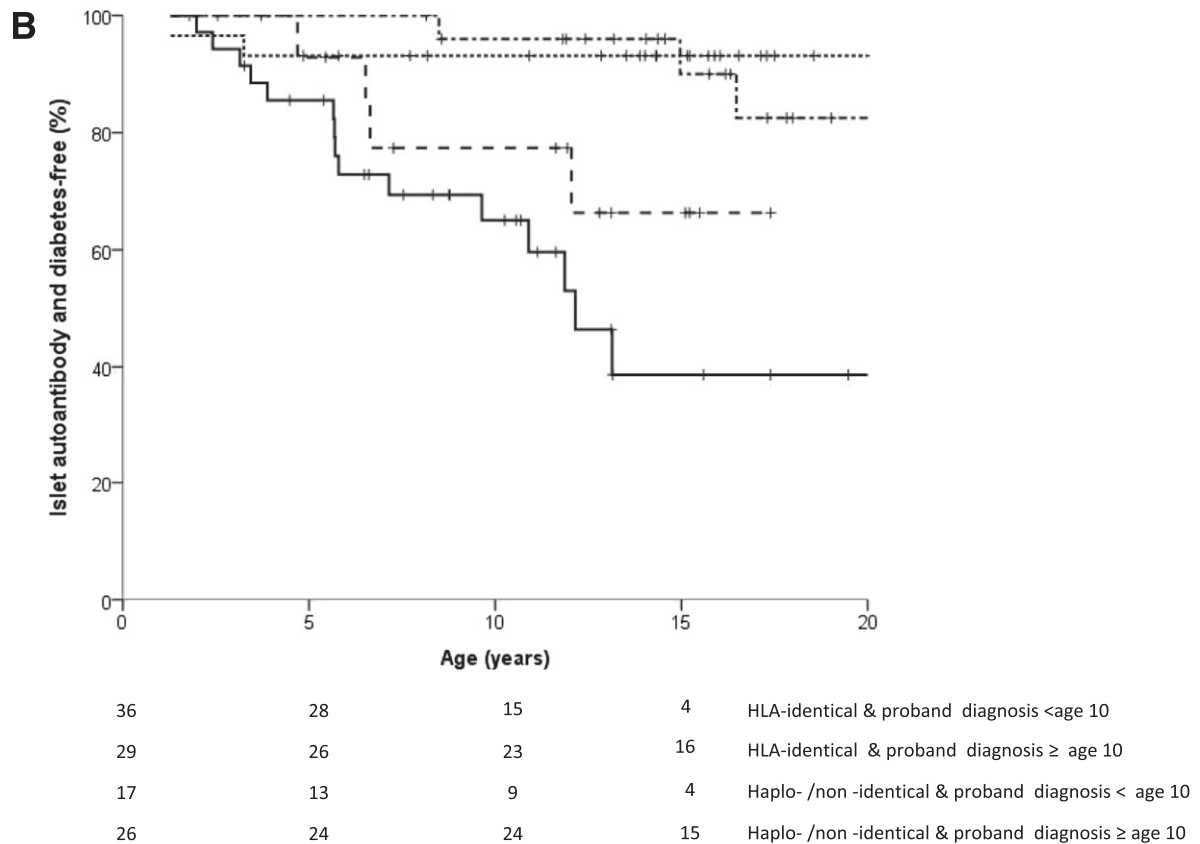 B
Islet autoantibody and diabetes-free (%)
100
80
60
40
20
0
0 5 10 15 20
Age (years)
36 28 15 4 HLA-identical & proband diagnosis <age 10
29 26 23 16 HLA-identical & proband diagnosis ≥ age 10
17 13 9 4 Haplo- /non -identical & proband diagnosis < age 10
26 24 24 15 Haplo- /non -identical & proband diagnosis ≥ age 10